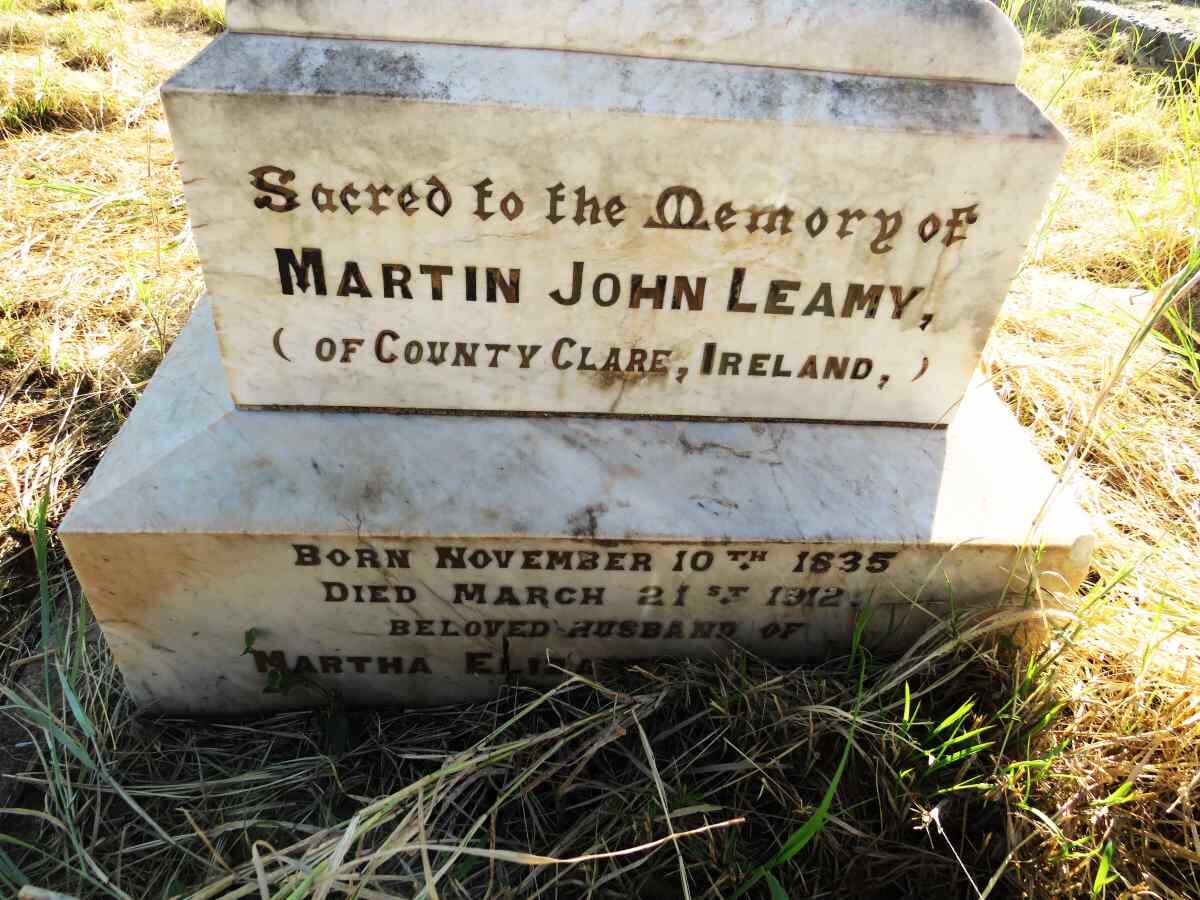 Sacred to the Memory of
MARTIN JOHN LEAMY,
( OF COUNTY CLARE, IRELAND, )
BORN NOVEMBER 10TH 1835
DIED MARCH 21ST 1912.
BELOVED HUSBAND OF
MARTHA